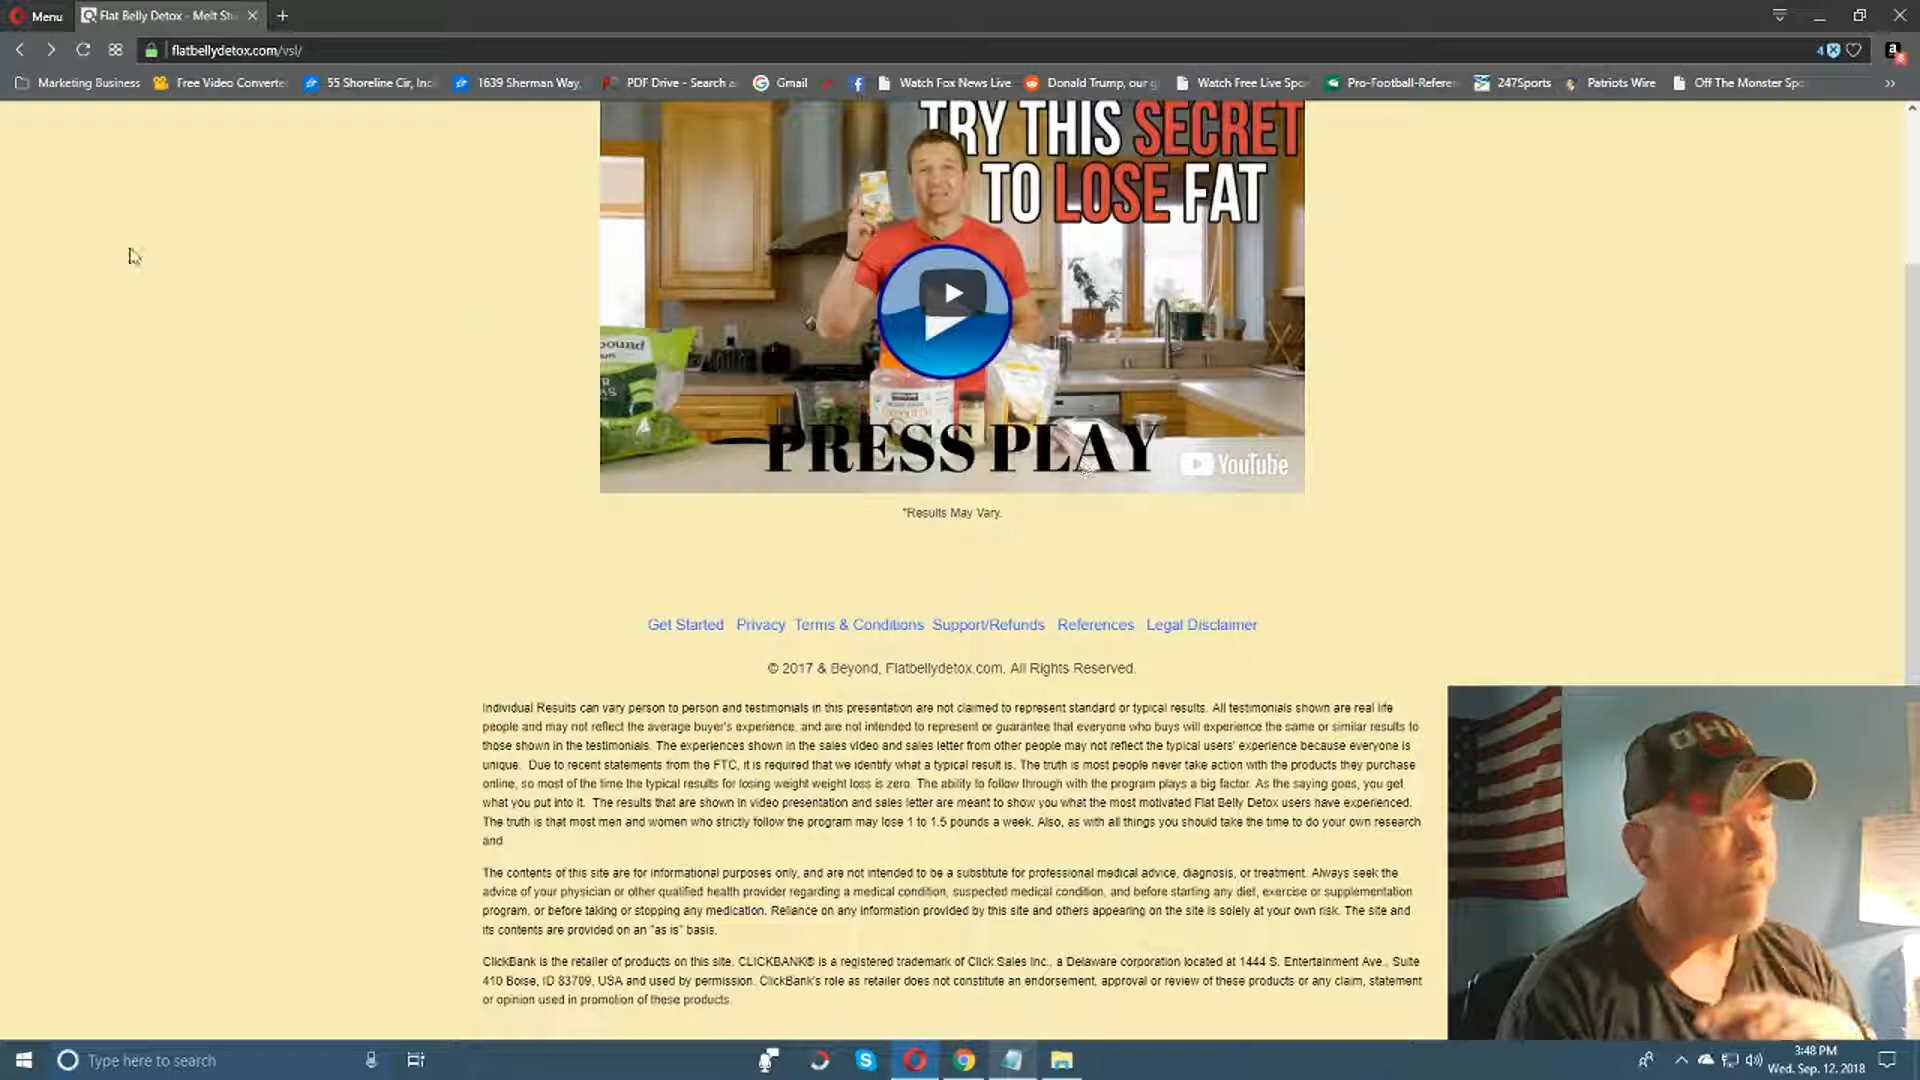 Menu
Flat Belly Detox - Melt Stu
flatbellydetox.com/vsl/
4
Marketing Business
Free Video Converte
55 Shoreline Cir, Inc
1639 Sherman Way,
PDF Drive - Search a
Gmail
Watch Fox News Live
Donald Trump, our g
Watch Free Live Spo
Pro-Football-Refere
247Sports
Patriots Wire
Off The Monster Spo
TRY THIS SECRET
TO LOSE FAT
ound
KIRKLAND
PRESS PLAY
YouTube
*Results May Vary.
Get Started Privacy Terms & Conditions Support/Refunds References Legal Disclaimer
© 2017 & Beyond, Flatbellydetox.com. All Rights Reserved.
Individual Results can vary person to person and testimonials in this presentation are not claimed to represent standard or typical results. All testimonials shown are real life
people and may not reflect the average buyer's experience, and are not intended to represent or guarantee that everyone who buys will experience the same or similar results to
those shown in the testimonials. The experiences shown in the sales video and sales letter from other people may not reflect the typical users' experience because everyone is
unique. Due to recent statements from the FTC, it is required that we identify what a typical result is. The truth is most people never take action with the products they purchase
online, so most of the time the typical results for losing weight weight loss is zero. The ability to follow through with the program plays a big factor. As the saying goes, you get
what you put into it. The results that are shown in video presentation and sales letter are meant to show you what the most motivated Flat Belly Detox users have experienced.
The truth is that most men and women who strictly follow the program may lose 1 to 1.5 pounds a week. Also, as with all things you should take the time to do your own research
and
The contents of this site are for informational purposes only, and are not intended to be a substitute for professional medical advice, diagnosis, or treatment. Always seek the
advice of your physician or other qualified health provider regarding a medical condition, suspected medical condition, and before starting any diet, exercise or supplementation
program, or before taking or stopping any medication. Reliance on any information provided by this site and others appearing on the site is solely at your own risk. The site and
its contents are provided on an "as is" basis.
ClickBank is the retailer of products on this site. CLICKBANK® is a registered trademark of Click Sales Inc., a Delaware corporation located at 1444 S. Entertainment Ave., Suite
410 Boise, ID 83709, USA and used by permission. ClickBank's role as retailer does not constitute an endorsement, approval or review of these products or any claim, statement
or opinion used in promotion of these products.
OHIO
Type here to search
3:48 PM
Wed. Sep. 12, 2018